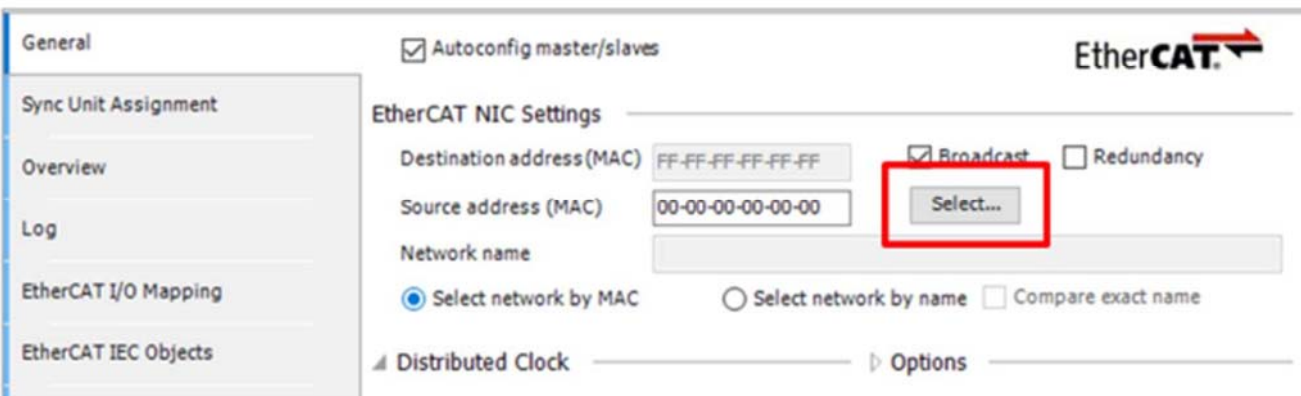 General
Autoconfig master/slaves
EtherCAT.
Sync Unit Assignment
EtherCAT NIC Settings
Overview
Destination address (MAC) FF-FF-FF-FF-FF-FF Broadcast Redundancy
Source address (MAC) 00-00-00-00-00-00 Select...
Log
Network name
EtherCAT I/O Mapping
Select network by MAC Select network by name Compare exact name
EtherCAT IEC Objects
Distributed Clock Options